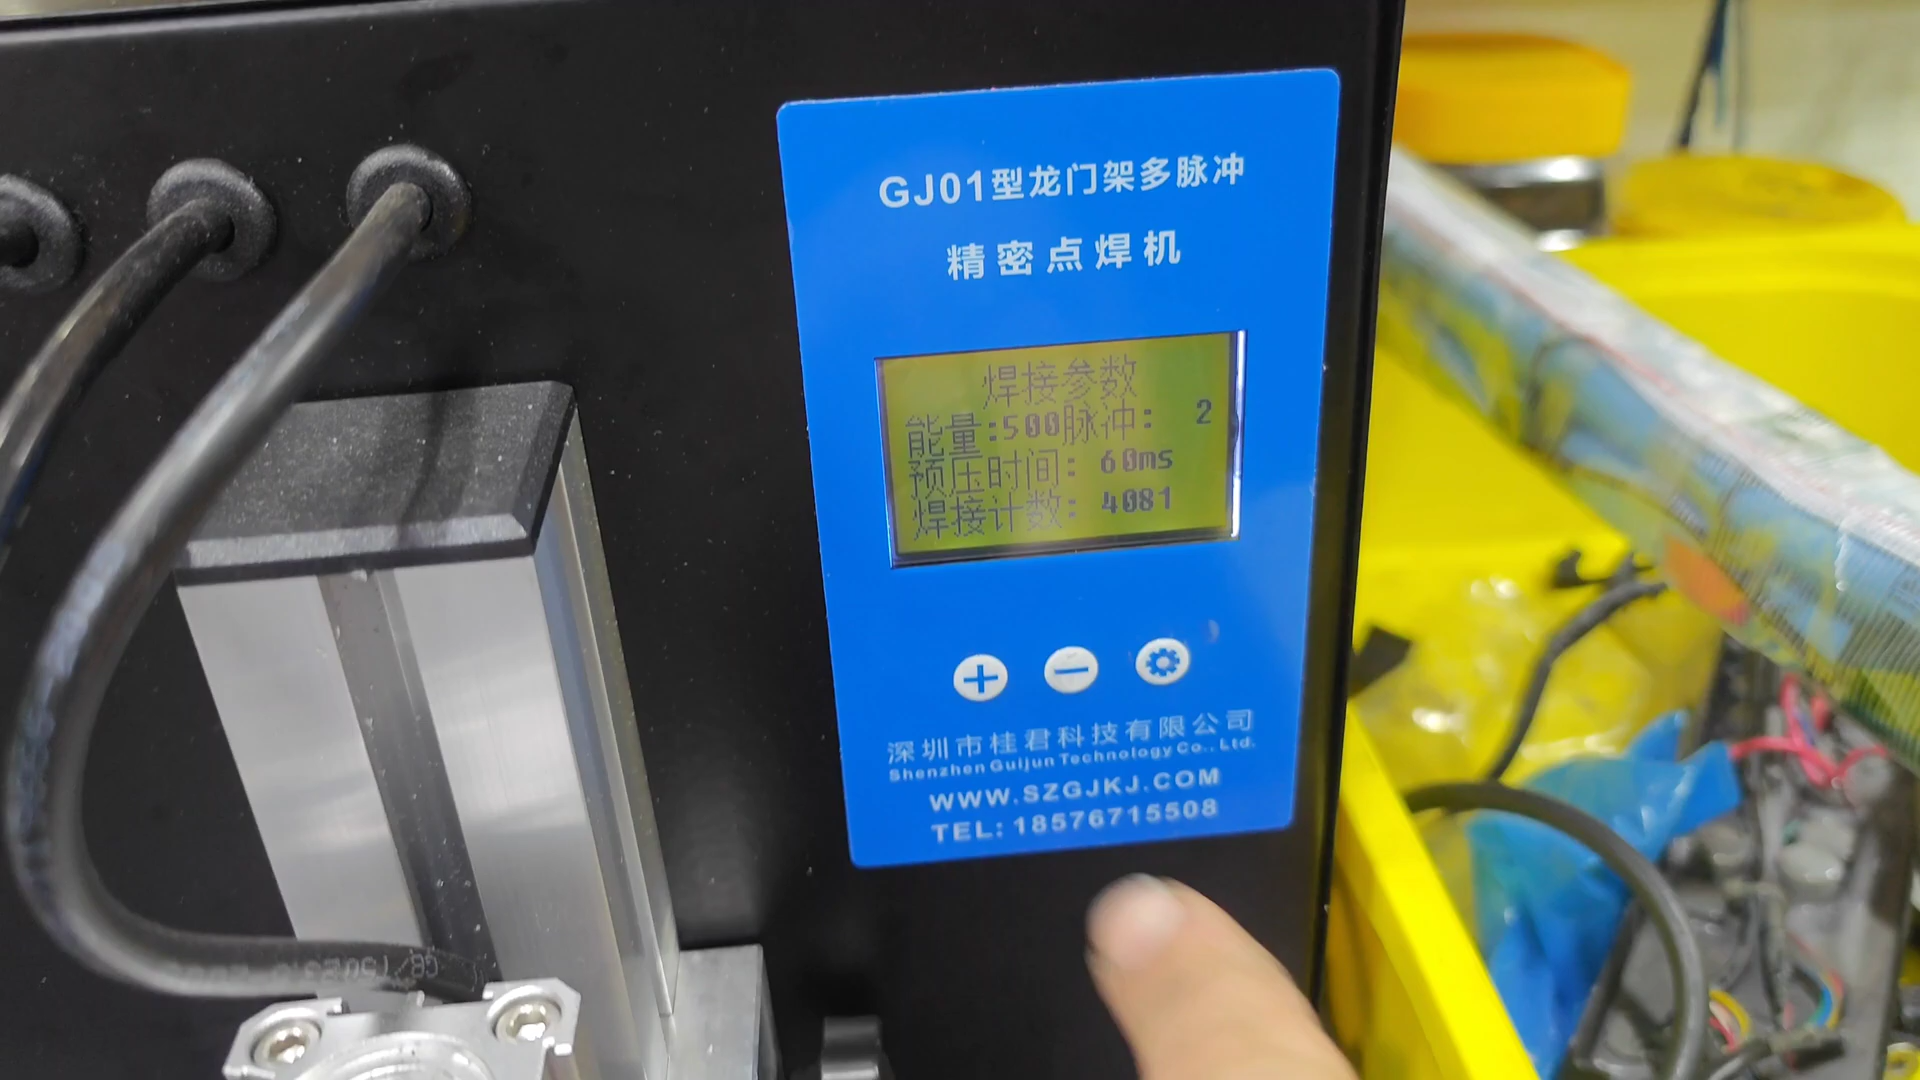 GJ01型龙门架多脉冲
精密点焊机
焊接参数
能量:500脉冲: 2
预压时间: 60ms
焊接计数: 4081
深圳市桂君科技有限公司
Shenzhen Guijun Technology Co., Ltd.
WWW.SZGJKJ.COM
TEL: 18576715508